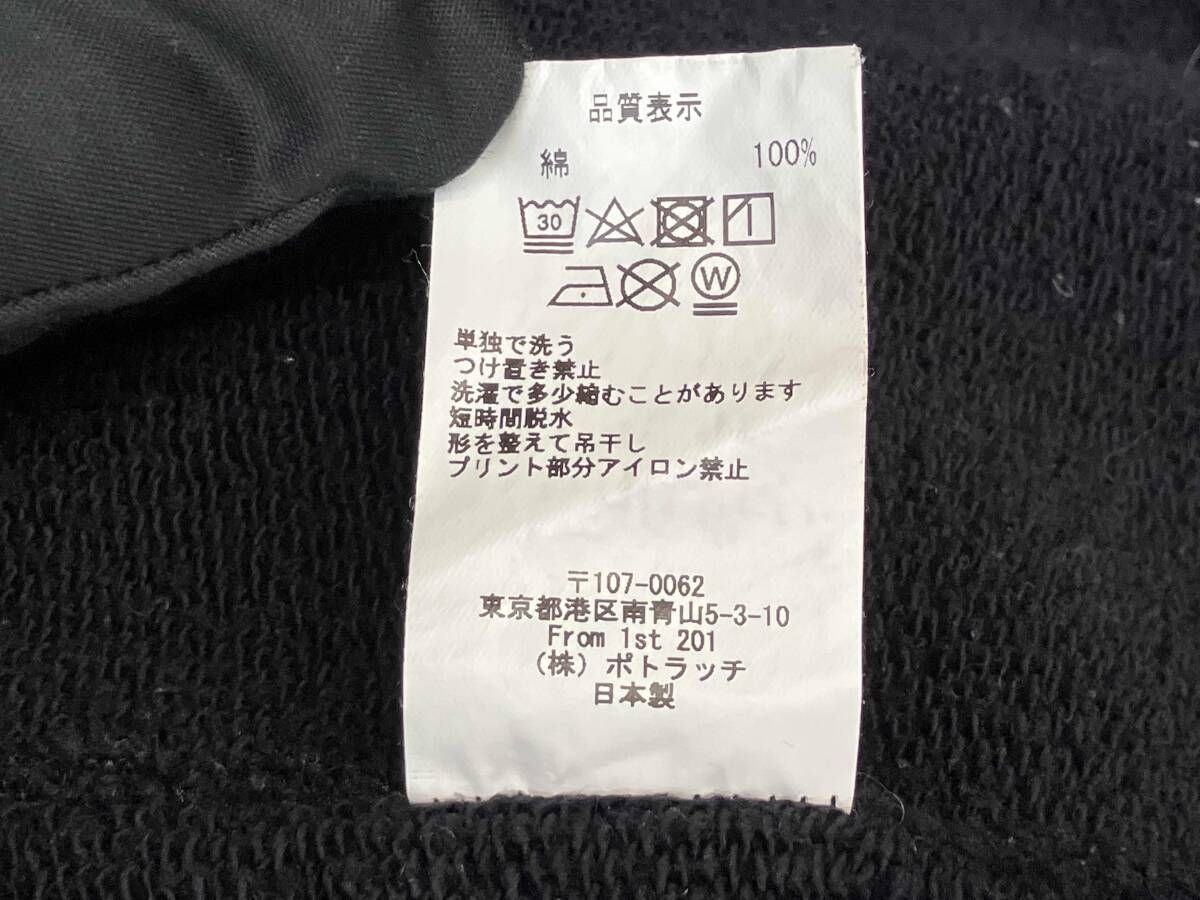 品質表示
綿 100%
30
W
単独で洗う
つけ置き禁止
洗濯で多少縮むことがあります
短時間脱水
形を整えて吊干し
プリント部分アイロン禁止
〒107-0062
東京都港区南青山5-3-10
From 1st 201
(株)ポトラッチ
日本製